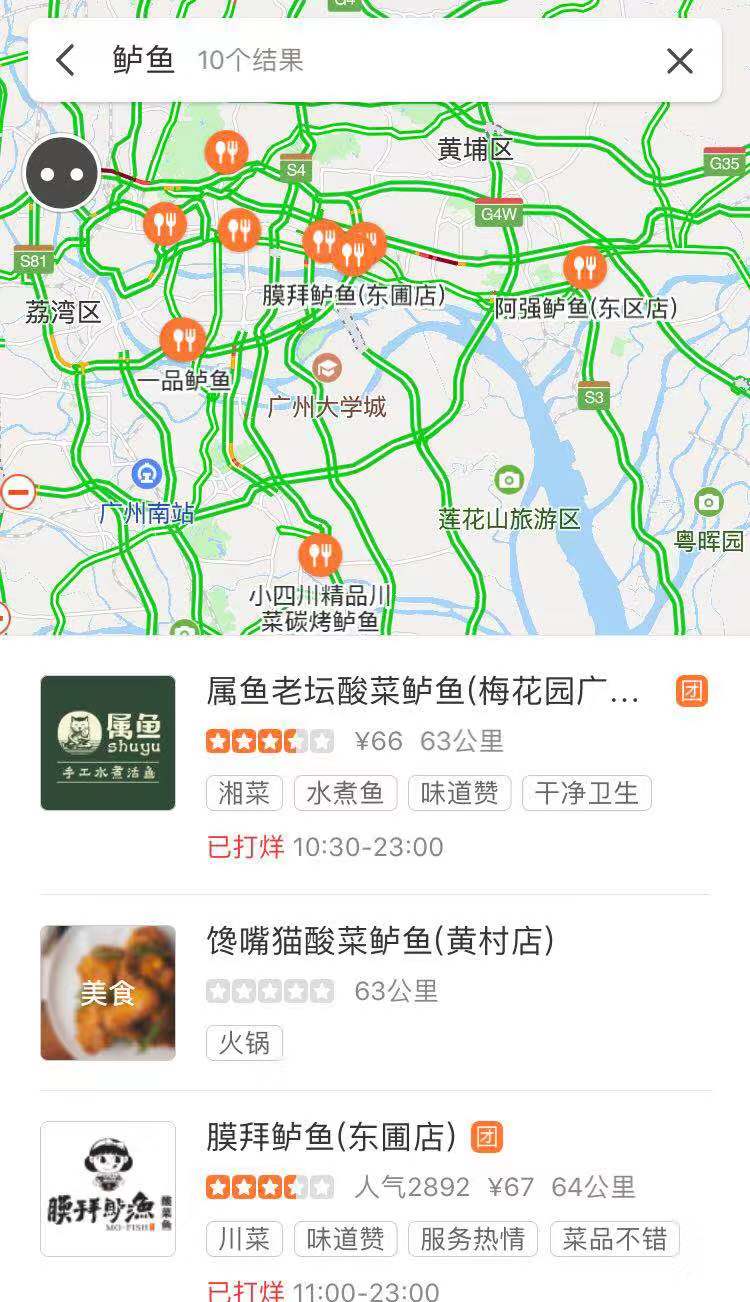 G4
鲈鱼 10个结果
黄埔区
S4
G35
G4W
S81
荔湾区
膜拜鲈鱼(东圃店)
阿强鲈鱼(东区店)
一品鲈鱼
广州大学城
S3
广州南站
莲花山旅游区
粤晖园
小四川精品川
菜碳烤鲈鱼
属鱼老坛酸菜鲈鱼(梅花园广... 团
属鱼
shuyu
手工水煮活鱼
¥66 63公里
湘菜 水煮鱼 味道赞 干净卫生
已打烊 10:30-23:00
馋嘴猫酸菜鲈鱼(黄村店)
美食
63公里
火锅
膜拜鲈鱼(东圃店) 团
膜拜鲈渔
酸菜鱼
MO-FISH
人气2892 ¥67 64公里
川菜 味道赞 服务热情 菜品不错
已打烊 11:00-23:00